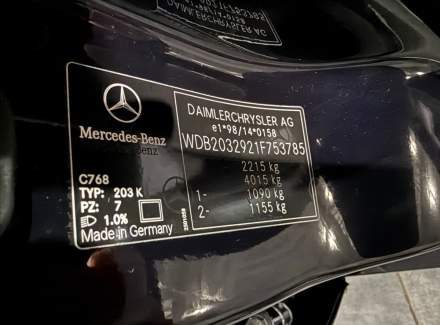 DAIMLERCHRYSLER AG
e1*98/14*0158
WDB2032921F753785
2215 kg
4015 kg
1- 1090 kg
2- 1155 kg
Mercedes-Benz
C768
TYP: 203 K
PZ: 7
1.0%
Made in Germany